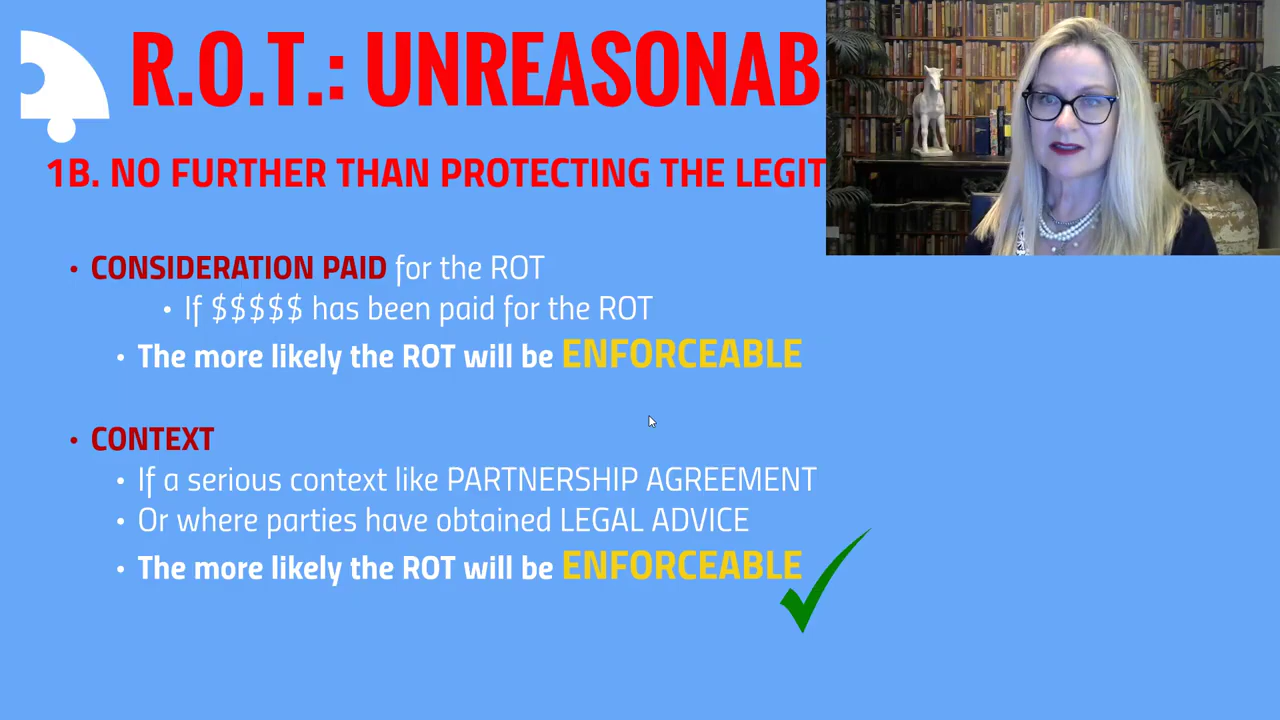 R.O.T.: UNREASONAB
1B. NO FURTHER THAN PROTECTING THE LEGIT
• CONSIDERATION PAID for the ROT
• If $$$$$ has been paid for the ROT
• The more likely the ROT will be ENFORCEABLE
• CONTEXT
• If a serious context like PARTNERSHIP AGREEMENT
• Or where parties have obtained LEGAL ADVICE
• The more likely the ROT will be ENFORCEABLE